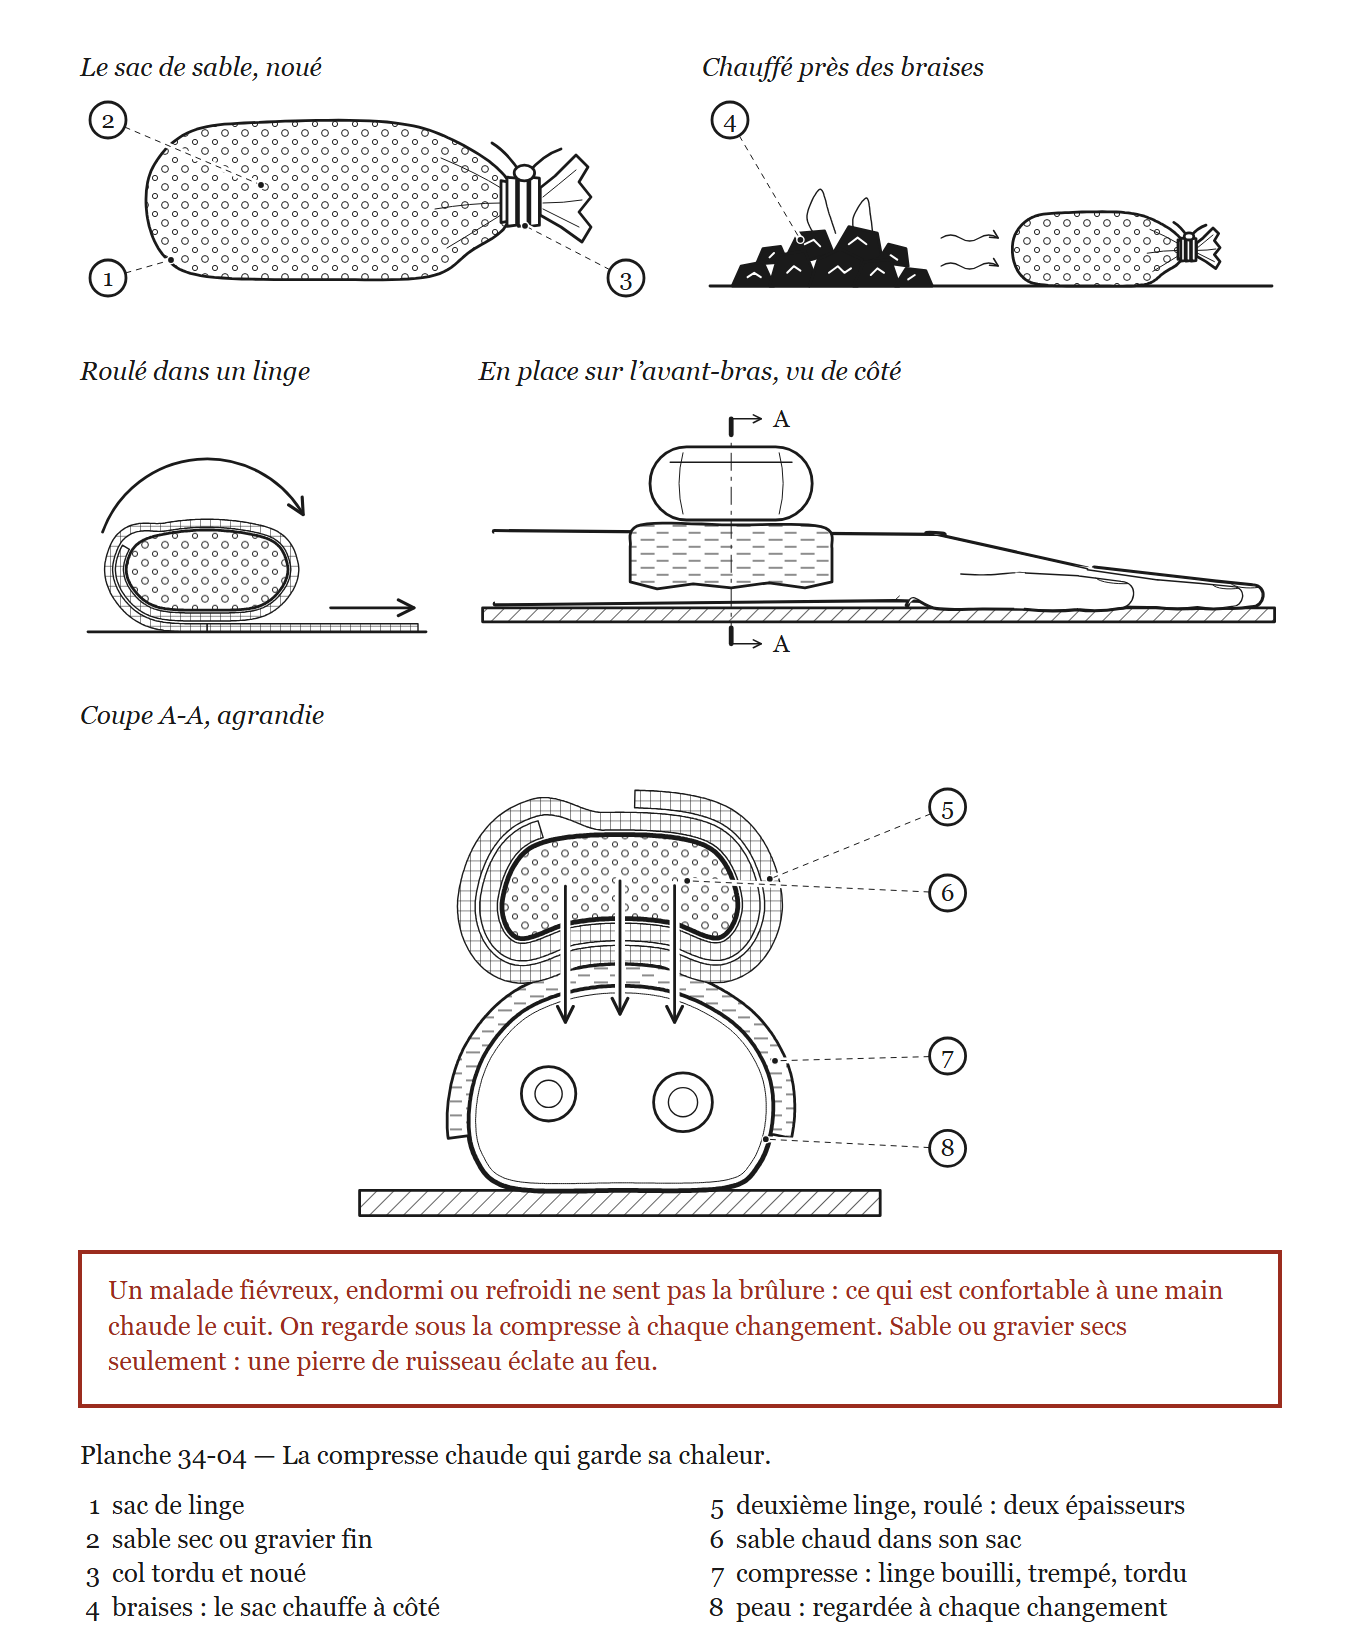 Le sac de sable, noué
Chauffé près des braises
2
4
1
3
Roulé dans un linge
En place sur l’avant-bras, vu de côté
A
A
Coupe A-A, agrandie
5
6
7
8
Un malade fiévreux, endormi ou refroidi ne sent pas la brûlure : ce qui est confortable à une main
chaude le cuit. On regarde sous la compresse à chaque changement. Sable ou gravier secs
seulement : une pierre de ruisseau éclate au feu.
Planche 34-04 — La compresse chaude qui garde sa chaleur.
1 sac de linge
2 sable sec ou gravier fin
3 col tordu et noué
4 braises : le sac chauffe à côté
5 deuxième linge, roulé : deux épaisseurs
6 sable chaud dans son sac
7 compresse : linge bouilli, trempé, tordu
8 peau : regardée à chaque changement